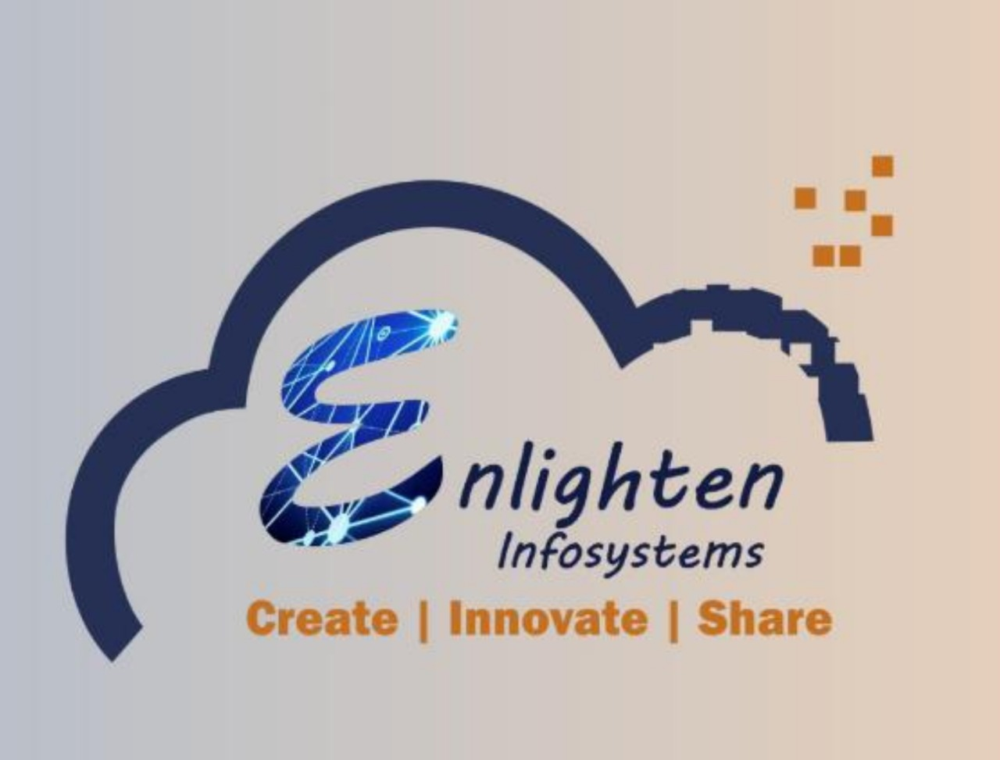 Enlighten
Infosystems
Create | Innovate | Share